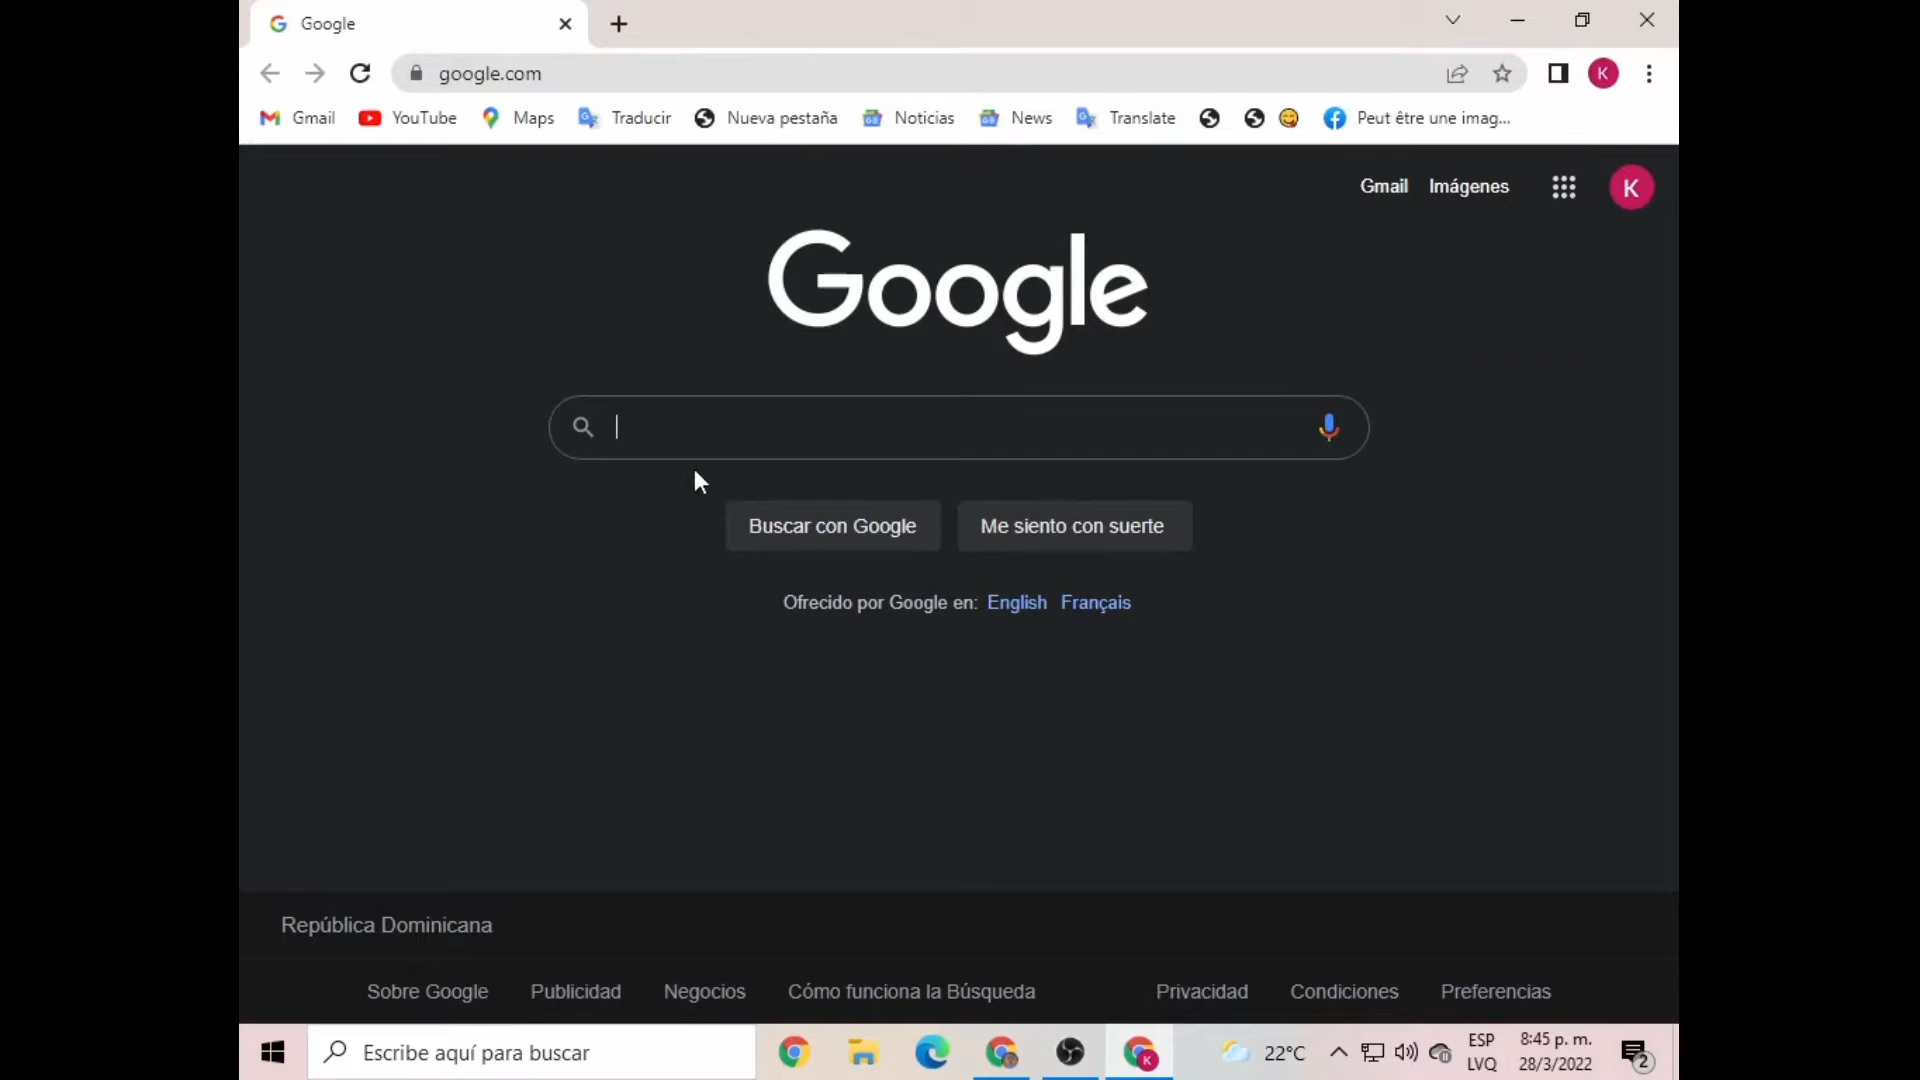 Google
google.com
Gmail YouTube Maps Traducir Nueva pestaña Noticias News Translate Peut être une imag...
Gmail Imágenes K
Google
Buscar con Google Me siento con suerte
Ofrecido por Google en: English Français
República Dominicana
Sobre Google Publicidad Negocios Cómo funciona la Búsqueda Privacidad Condiciones Preferencias
Escribe aquí para buscar
22°C
ESP
LVQ
8:45 p. m.
28/3/2022
2